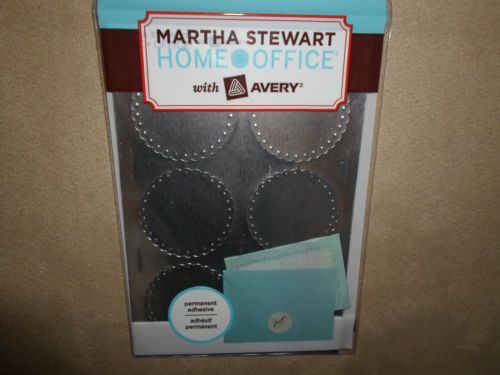 MARTHA STEWART
HOME OFFICE
with AVERY
permanent
adhesive
adhésif
permanent